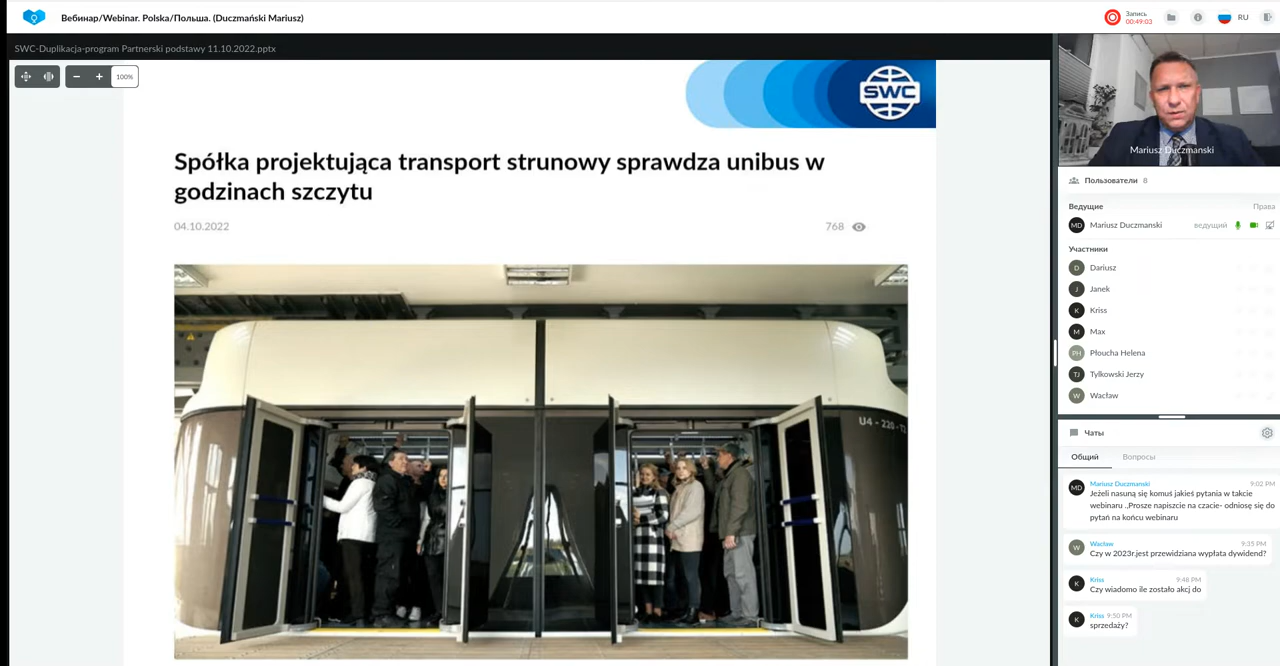 Вебинар/Webinar. Polska/Польша. (Duczmański Mariusz)
Запись
00:49:03
RU
SWC-Duplikacja-program Partnerski podstawy 11.10.2022.pptx
100%
SWC
Spółka projektująca transport strunowy sprawdza unibus w
godzinach szczytu
04.10.2022
768
U4 - 220 -
Mariusz Duczmanski
Пользователи 8
Ведущие Права
MD Mariusz Duczmanski ведущий
Участники
D Dariusz
J Janek
K Kriss
M Max
PH Płoucha Helena
TJ Tylkowski Jerzy
W Wacław
Чаты
Общий Вопросы
MD Mariusz Duczmanski 9:02 PM
Jeżeli nasuną się komuś jakieś pytania w takcie
webinaru ,,Prosze napiszcie na czacie- odniosę się do
pytań na końcu webinaru
W Wacław 9:35 PM
Czy w 2023r.jest przewidziana wypłata dywidend?
K Kriss 9:48 PM
Czy wiadomo ile zostało akcj do
K Kriss 9:50 PM
sprzedaży?